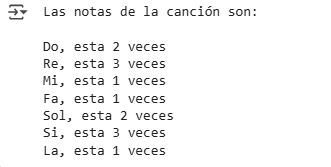 Las notas de la canción son:
Do, esta 2 veces
Re, esta 3 veces
Mi, esta 1 veces
Fa, esta 1 veces
Sol, esta 2 veces
Si, esta 3 veces
La, esta 1 veces